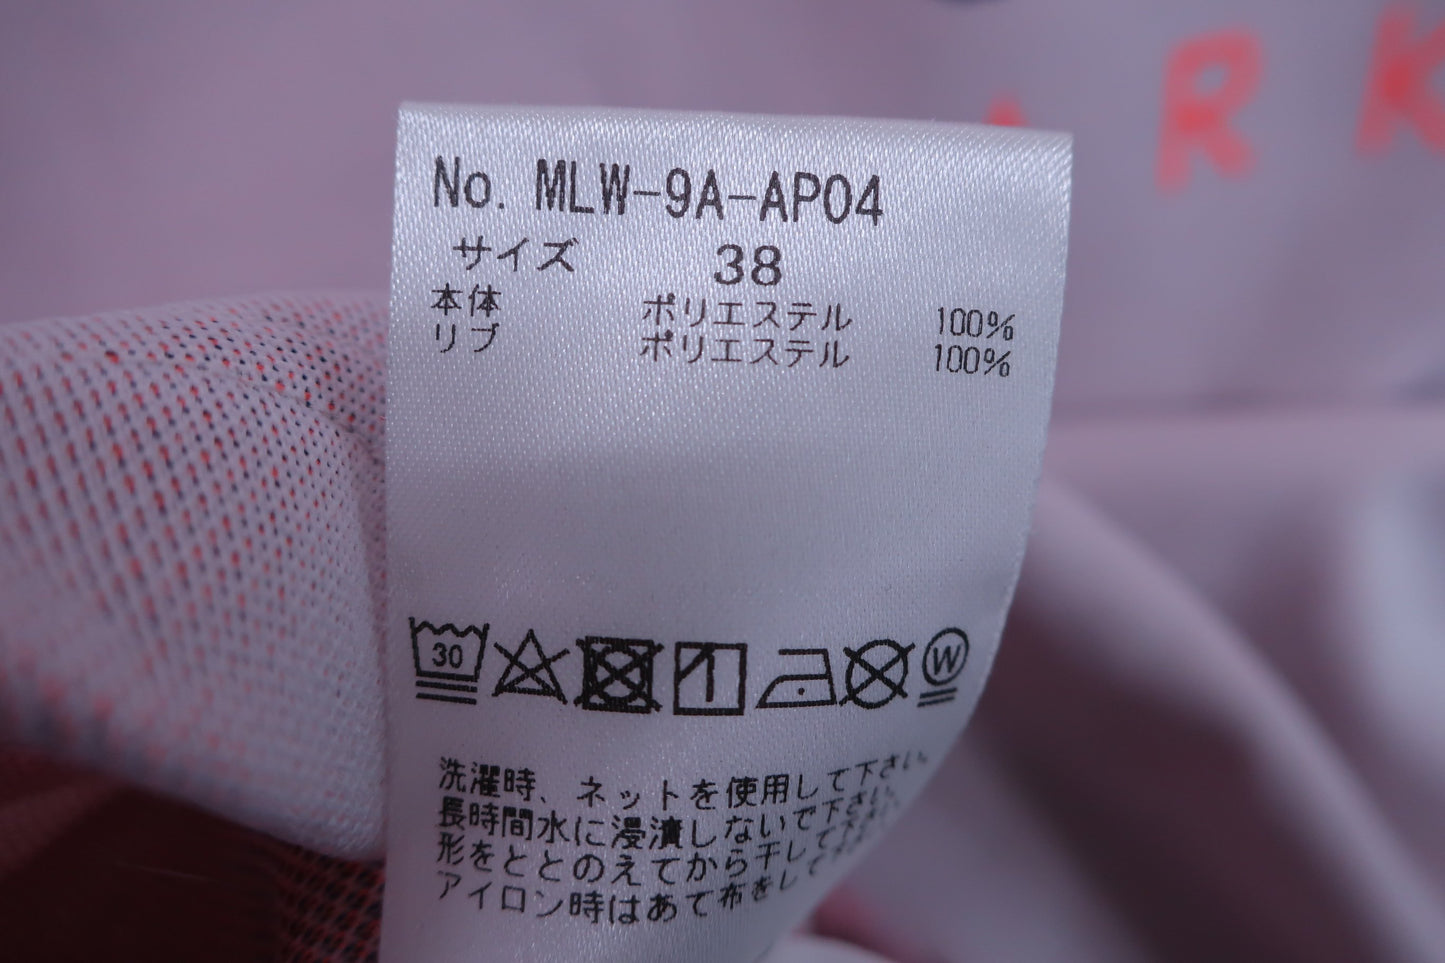 RK
No. MLW-9A-AP04
サイズ 38
本体 ポリエステル 100%
リブ ポリエステル 100%
30
W
洗濯時、ネットを使用して下さい。
長時間水に浸漬しないで下さい。
形をととのえてから干して下さい
アイロン時はあて布をして